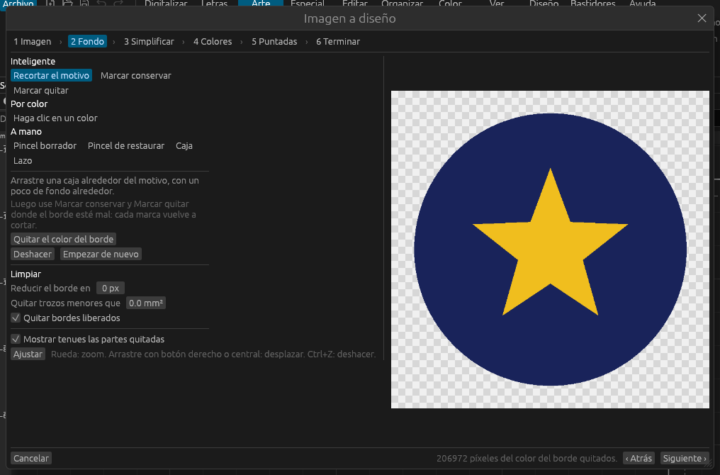 Archivo Digitalizar Letras Arte Especial Editar Organizar Color Ver Diseño Bastidores Ayuda
Imagen a diseño
1 Imagen › 2 Fondo › 3 Simplificar › 4 Colores › 5 Puntadas › 6 Terminar
Inteligente
Recortar el motivo Marcar conservar
Marcar quitar
Por color
Haga clic en un color
A mano
Pincel borrador Pincel de restaurar Caja
Lazo
Arrastre una caja alrededor del motivo, con un
poco de fondo alrededor.
Luego use Marcar conservar y Marcar quitar
donde el borde esté mal: cada marca vuelve a
cortar.
Quitar el color del borde
Deshacer Empezar de nuevo
Limpiar
Reducir el borde en 0 px
Quitar trozos menores que 0.0 mm²
Quitar bordes liberados
Mostrar tenues las partes quitadas
Ajustar Rueda: zoom. Arrastre con botón derecho o central: desplazar. Ctrl+Z: deshacer.
Cancelar 206972 píxeles del color del borde quitados. ‹ Atrás Siguiente ›